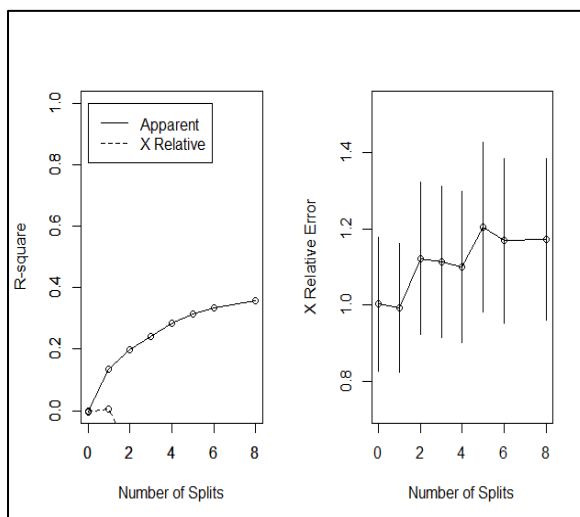 R-square
0.0 0.2 0.4 0.6 0.8 1.0
Apparent
X Relative
0 2 4 6 8
Number of Splits
X Relative Error
0.8 1.0 1.2 1.4
0 2 4 6 8
Number of Splits